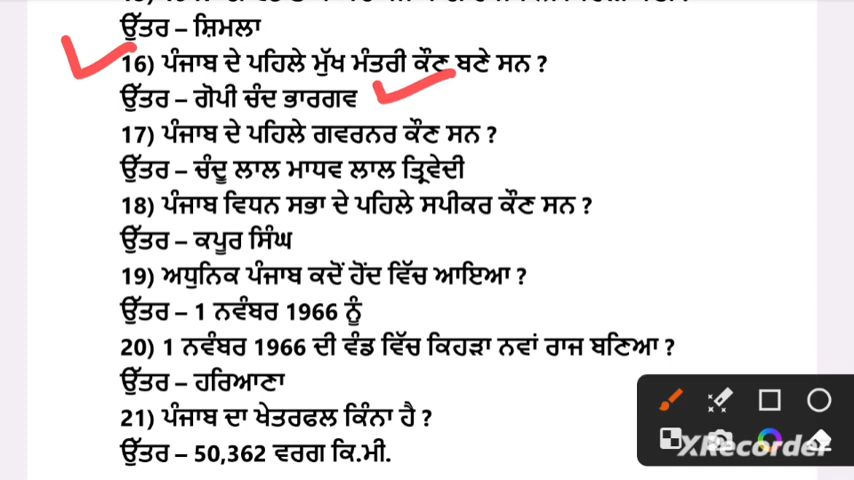 ਉੱਤਰ – ਸ਼ਿਮਲਾ
16) ਪੰਜਾਬ ਦੇ ਪਹਿਲੇ ਮੁੱਖ ਮੰਤਰੀ ਕੌਣ ਬਣੇ ਸਨ ?
ਉੱਤਰ – ਗੋਪੀ ਚੰਦ ਭਾਰਗਵ
17) ਪੰਜਾਬ ਦੇ ਪਹਿਲੇ ਗਵਰਨਰ ਕੌਣ ਸਨ ?
ਉੱਤਰ – ਚੰਦੂ ਲਾਲ ਮਾਧਵ ਲਾਲ ਤ੍ਰਿਵੇਦੀ
18) ਪੰਜਾਬ ਵਿਧਨ ਸਭਾ ਦੇ ਪਹਿਲੇ ਸਪੀਕਰ ਕੌਣ ਸਨ ?
ਉੱਤਰ – ਕਪੂਰ ਸਿੰਘ
19) ਅਧੁਨਿਕ ਪੰਜਾਬ ਕਦੋਂ ਹੋਂਦ ਵਿੱਚ ਆਇਆ ?
ਉੱਤਰ – 1 ਨਵੰਬਰ 1966 ਨੂੰ
20) 1 ਨਵੰਬਰ 1966 ਦੀ ਵੰਡ ਵਿੱਚ ਕਿਹੜਾ ਨਵਾਂ ਰਾਜ ਬਣਿਆ ?
ਉੱਤਰ – ਹਰਿਆਣਾ
21) ਪੰਜਾਬ ਦਾ ਖੇਤਰਫਲ ਕਿੰਨਾ ਹੈ ?
ਉੱਤਰ – 50,362 ਵਰਗ ਕਿ.ਮੀ.
XRecorder